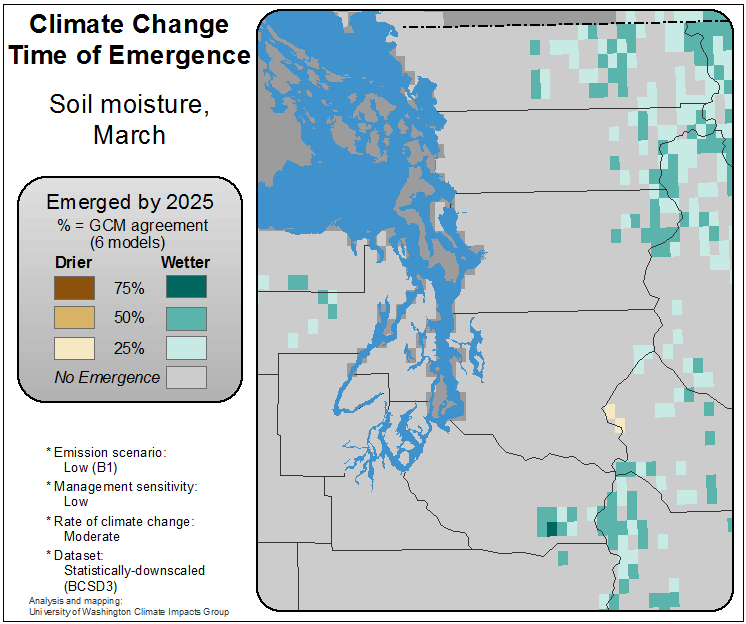 Climate Change
Time of Emergence
Soil moisture,
March
Emerged by 2025
% = GCM agreement
(6 models)
Drier Wetter
75%
50%
25%
No Emergence
* Emission scenario:
Low (B1)
* Management sensitivity:
Low
* Rate of climate change:
Moderate
* Dataset:
Statistically-downscaled
(BCSD3)
Analysis and mapping:
University of Washington Climate Impacts Group